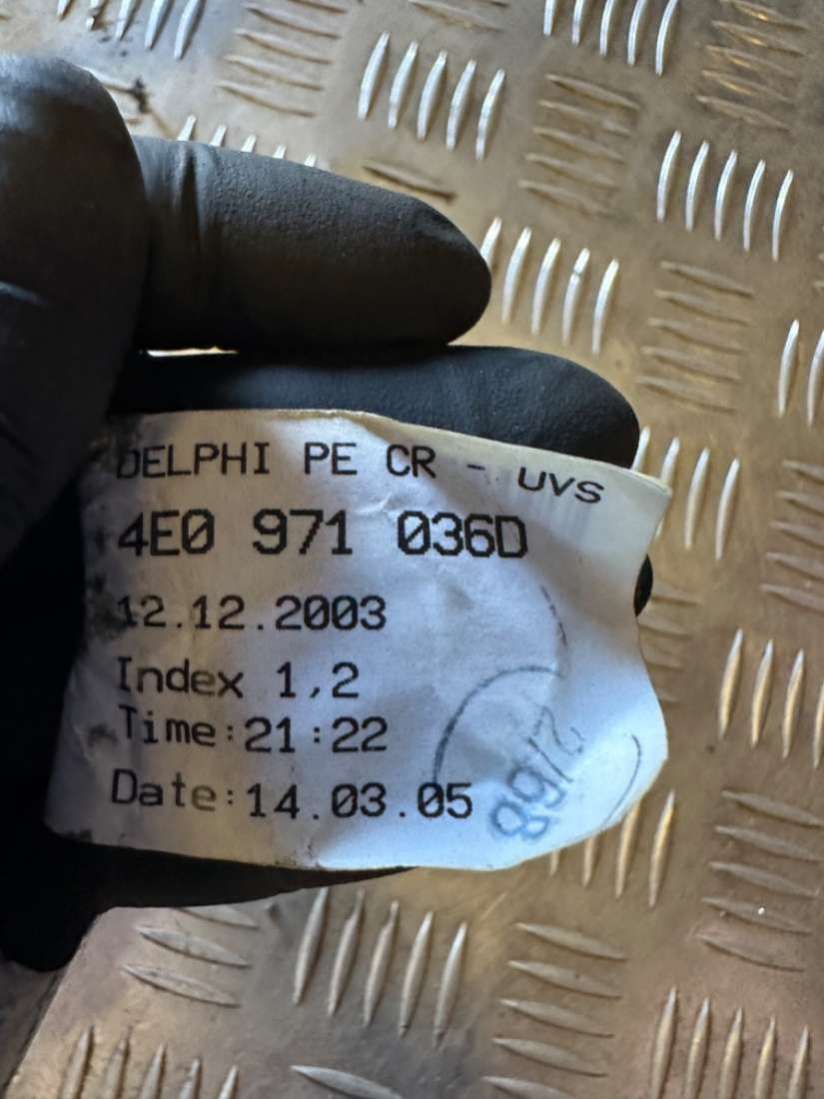 DELPHI PE CR - UVS
4E0 971 036D
12.12.2003
Index 1,2
Time:21:22
Date:14.03.05